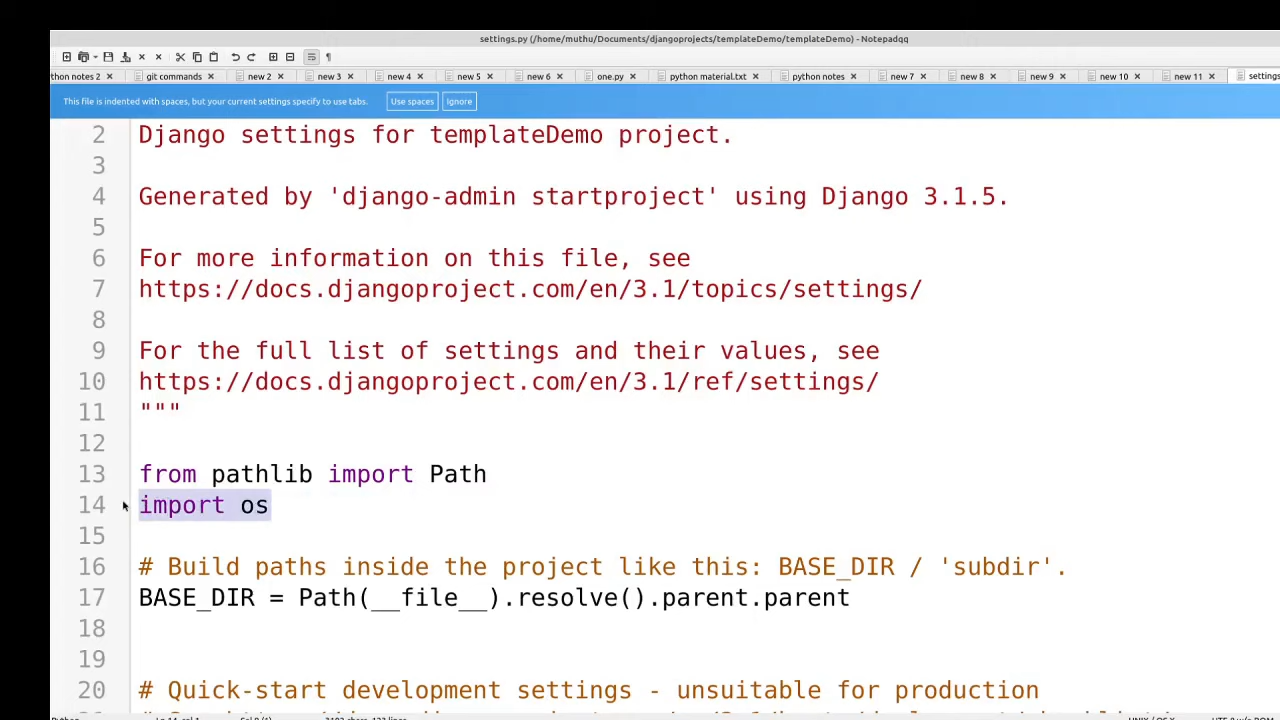 settings.py (/home/muthu/Documents/djangoprojects/templateDemo/templateDemo) - Notepadqq
thon notes 2 git commands new 2 new 3 new 4 new 5 new 6 one.py python material.txt python notes new 7 new 8 new 9 new 10 new 11 settings
This file is indented with spaces, but your current settings specify to use tabs. Use spaces Ignore
2 Django settings for templateDemo project.
3
4 Generated by 'django-admin startproject' using Django 3.1.5.
5
6 For more information on this file, see
7 https://docs.djangoproject.com/en/3.1/topics/settings/
8
9 For the full list of settings and their values, see
10 https://docs.djangoproject.com/en/3.1/ref/settings/
11 """
12
13 from pathlib import Path
14 import os
15
16 # Build paths inside the project like this: BASE_DIR / 'subdir'.
17 BASE_DIR = Path(__file__).resolve().parent.parent
18
19
20 # Quick-start development settings - unsuitable for production